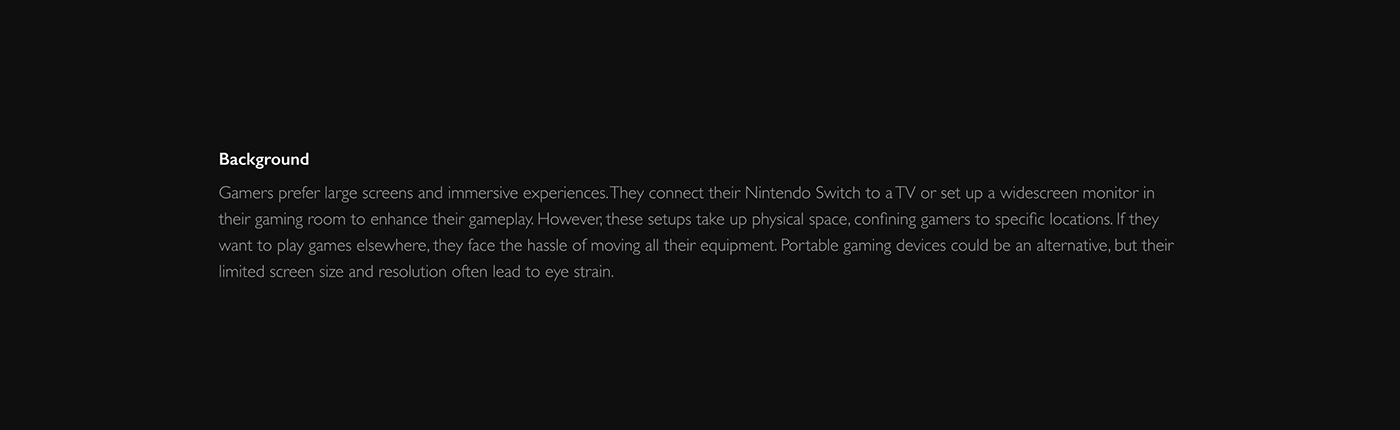 Background
Gamers prefer large screens and immersive experiences. They connect their Nintendo Switch to a TV or set up a widescreen monitor in
their gaming room to enhance their gameplay. However, these setups take up physical space, confining gamers to specific locations. If they
want to play games elsewhere, they face the hassle of moving all their equipment. Portable gaming devices could be an alternative, but their
limited screen size and resolution often lead to eye strain.